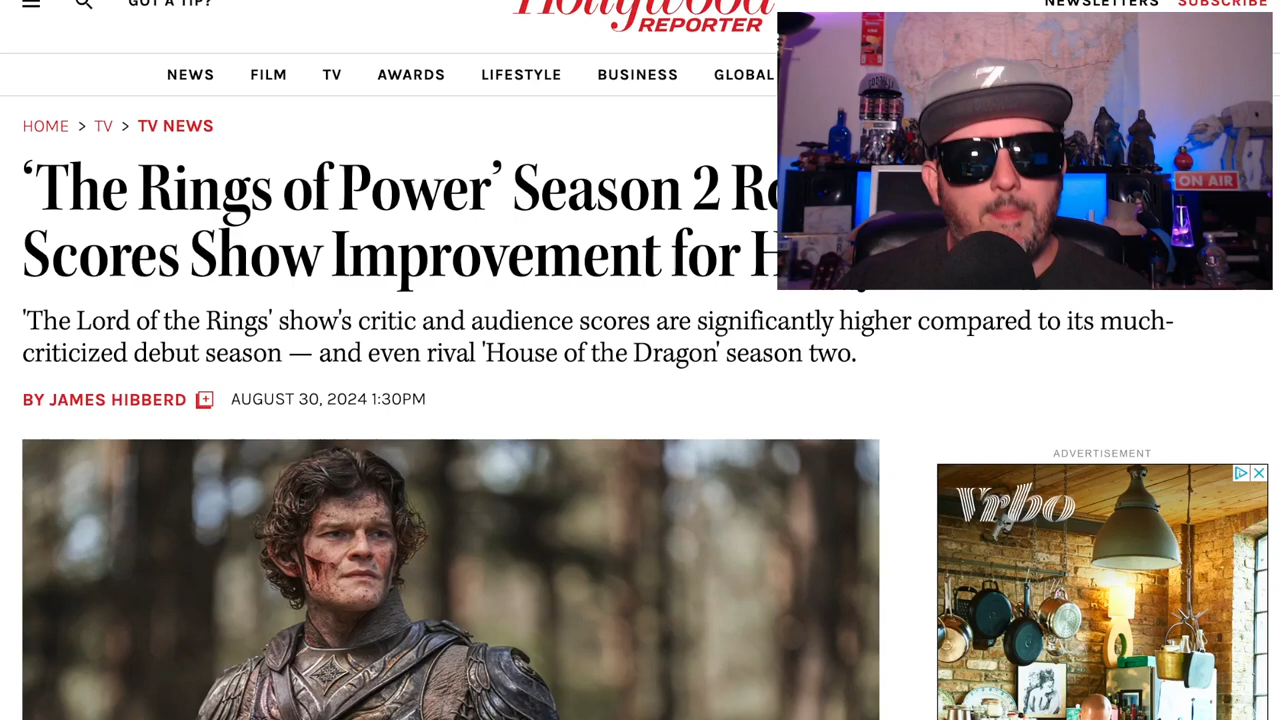 GOT A TIP?
Hollywood
REPORTER
NEWSLETTERS SUBSCRIBE
NEWS FILM TV AWARDS LIFESTYLE BUSINESS GLOBAL
HOME > TV > TV NEWS
‘The Rings of Power’ Season 2
Scores Show Improvement for
'The Lord of the Rings' show's critic and audience scores are significantly higher compared to its much-
criticized debut season — and even rival 'House of the Dragon' season two.
BY JAMES HIBBERD AUGUST 30, 2024 1:30PM
ON AIR
ADVERTISEMENT
Vrbo